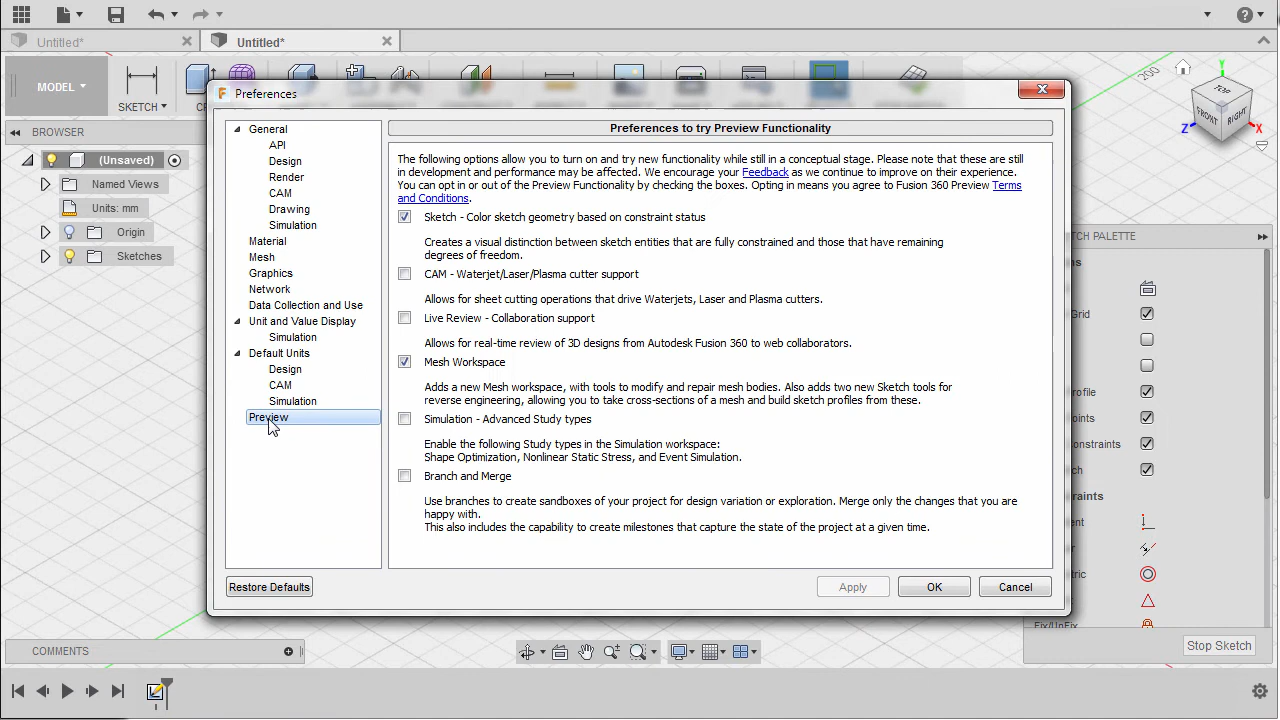 Untitled*
Untitled*
MODEL
SKETCH
200
TOP
FRONT
RIGHT
Y
Z
X
BROWSER
(Unsaved)
Named Views
Units: mm
Origin
Sketches
Preferences
General
API
Design
Render
CAM
Drawing
Simulation
Material
Mesh
Graphics
Network
Data Collection and Use
Unit and Value Display
Simulation
Default Units
Design
CAM
Simulation
Preview
Preferences to try Preview Functionality
The following options allow you to turn on and try new functionality while still in a conceptual stage. Please note that these are still
in development and performance may be affected. We encourage your Feedback as we continue to improve on their experience.
You can opt in or out of the Preview Functionality by checking the boxes. Opting in means you agree to Fusion 360 Preview Terms
and Conditions.
Sketch - Color sketch geometry based on constraint status
Creates a visual distinction between sketch entities that are fully constrained and those that have remaining
degrees of freedom.
CAM - Waterjet/Laser/Plasma cutter support
Allows for sheet cutting operations that drive Waterjets, Laser and Plasma cutters.
Live Review - Collaboration support
Allows for real-time review of 3D designs from Autodesk Fusion 360 to web collaborators.
Mesh Workspace
Adds a new Mesh workspace, with tools to modify and repair mesh bodies. Also adds two new Sketch tools for
reverse engineering, allowing you to take cross-sections of a mesh and build sketch profiles from these.
Simulation - Advanced Study types
Enable the following Study types in the Simulation workspace:
Shape Optimization, Nonlinear Static Stress, and Event Simulation.
Branch and Merge
Use branches to create sandboxes of your project for design variation or exploration. Merge only the changes that you are
happy with.
This also includes the capability to create milestones that capture the state of the project at a given time.
Restore Defaults
Apply
OK
Cancel
TCH PALETTE
Grid
Fix/UnFix
Stop Sketch
COMMENTS